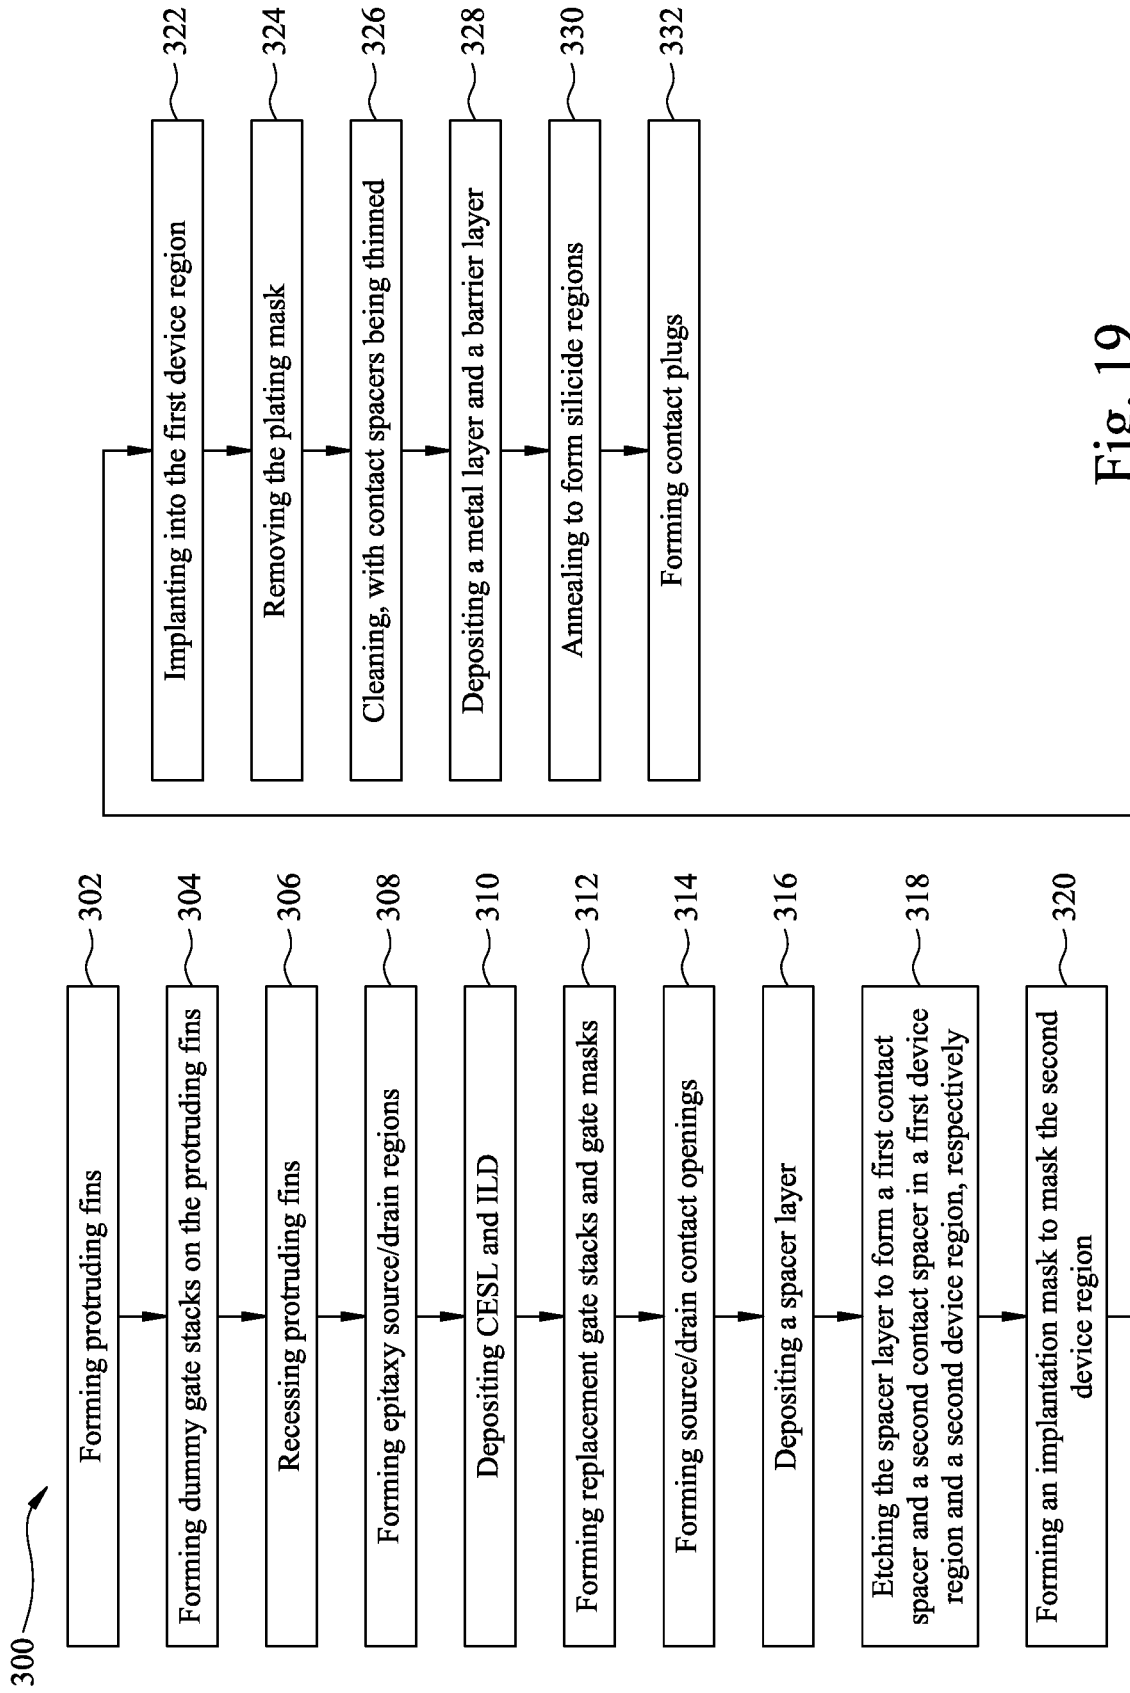 300
Forming protruding fins
302
Forming dummy gate stacks on the protruding fins
304
Recessing protruding fins
306
Forming epitaxy source/drain regions
308
Depositing CESL and ILD
310
Forming replacement gate stacks and gate masks
312
Forming source/drain contact openings
314
Depositing a spacer layer
316
Etching the spacer layer to form a first contact
spacer and a second contact spacer in a first device
region and a second device region, respectively
318
Forming an implantation mask to mask the second
device region
320
Implanting into the first device region
322
Removing the plating mask
324
Cleaning, with contact spacers being thinned
326
Depositing a metal layer and a barrier layer
328
Annealing to form silicide regions
330
Forming contact plugs
332
Fig. 19